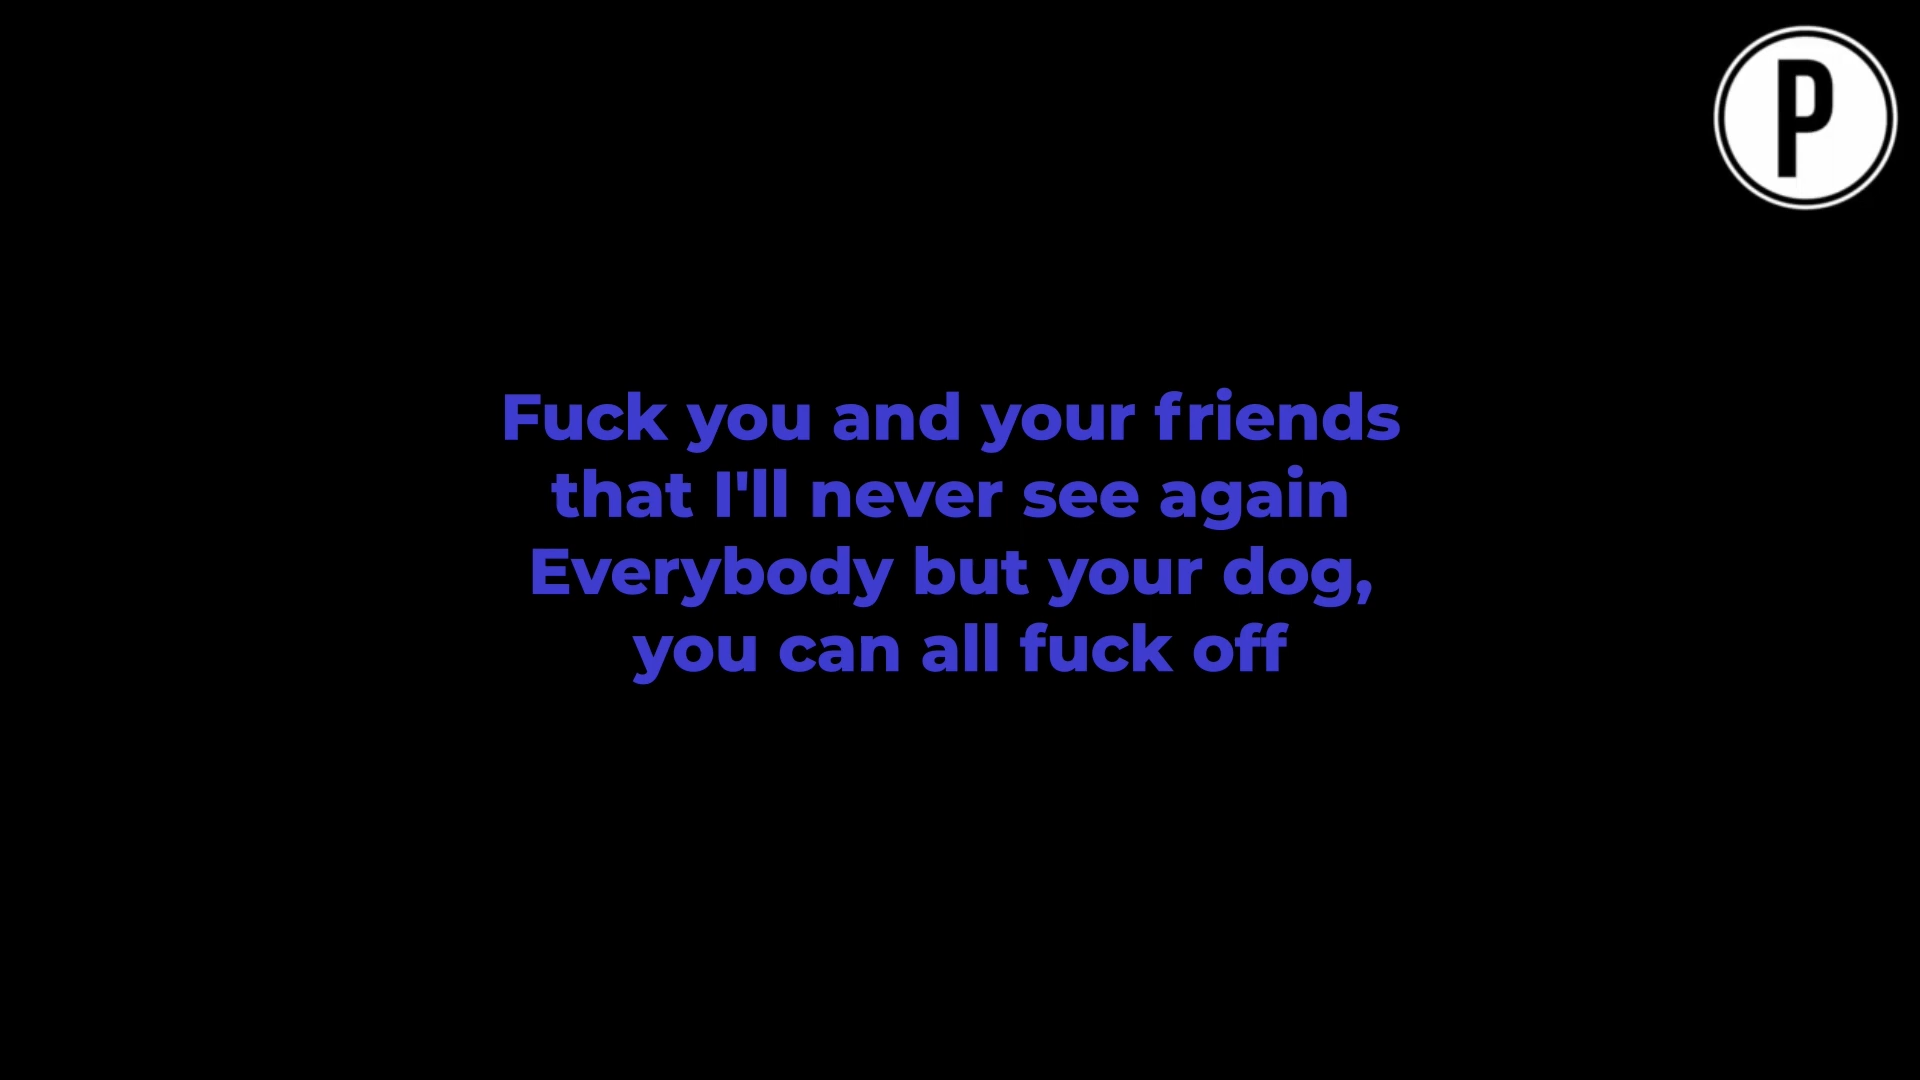 P
Fuck you and your friends
that I'll never see again
Everybody but your dog,
you can all fuck off